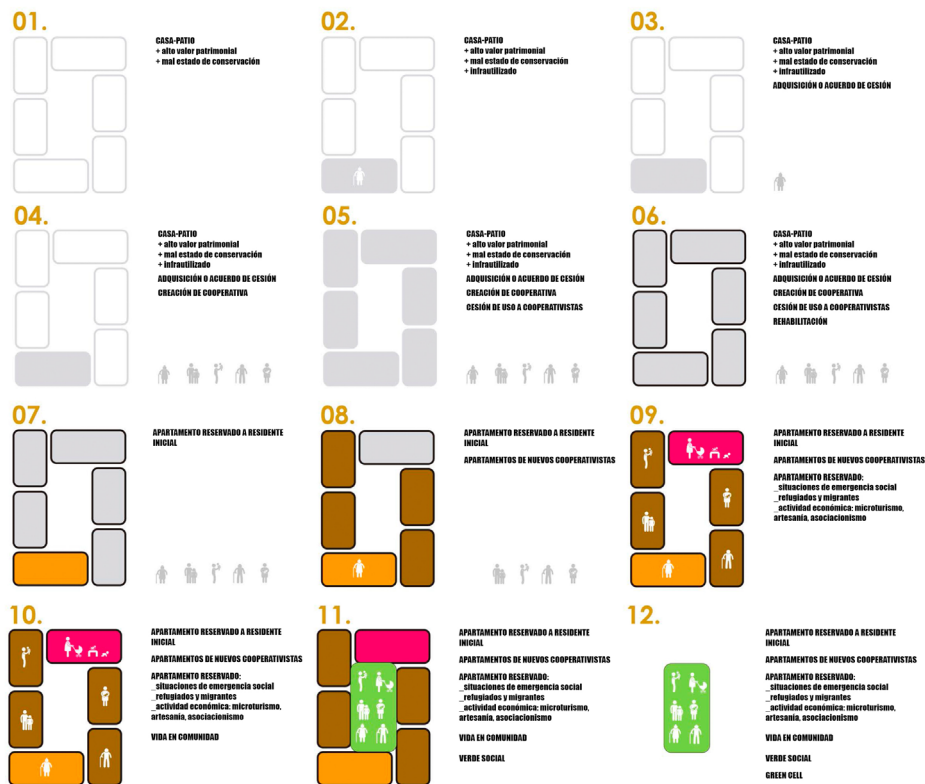 01.
CASA-PATIO
+ alto valor patrimonial
+ mal estado de conservación
02.
CASA-PATIO
+ alto valor patrimonial
+ mal estado de conservación
+ infrautilizado
03.
CASA-PATIO
+ alto valor patrimonial
+ mal estado de conservación
+ infrautilizado
ADQUISICIÓN O ACUERDO DE CESIÓN
04.
CASA-PATIO
+ alto valor patrimonial
+ mal estado de conservación
+ infrautilizado
ADQUISICIÓN O ACUERDO DE CESIÓN
CREACIÓN DE COOPERATIVA
05.
CASA-PATIO
+ alto valor patrimonial
+ mal estado de conservación
+ infrautilizado
ADQUISICIÓN O ACUERDO DE CESIÓN
CREACIÓN DE COOPERATIVA
CESIÓN DE USO A COOPERATIVISTAS
06.
CASA-PATIO
+ alto valor patrimonial
+ mal estado de conservación
+ infrautilizado
ADQUISICIÓN O ACUERDO DE CESIÓN
CREACIÓN DE COOPERATIVA
CESIÓN DE USO A COOPERATIVISTAS
REHABILITACIÓN
07.
APARTAMENTO RESERVADO A RESIDENTE
INICIAL
08.
APARTAMENTO RESERVADO A RESIDENTE
INICIAL
APARTAMENTOS DE NUEVOS COOPERATIVISTAS
09.
APARTAMENTO RESERVADO A RESIDENTE
INICIAL
APARTAMENTOS DE NUEVOS COOPERATIVISTAS
APARTAMENTO RESERVADO:
_situaciones de emergencia social
_refugiados y migrantes
_actividad económica: microturismo,
artesanía, asociacionismo
10.
APARTAMENTO RESERVADO A RESIDENTE
INICIAL
APARTAMENTOS DE NUEVOS COOPERATIVISTAS
APARTAMENTO RESERVADO:
_situaciones de emergencia social
_refugiados y migrantes
_actividad económica: microturismo,
artesanía, asociacionismo
VIDA EN COMUNIDAD
11.
APARTAMENTO RESERVADO A RESIDENTE
INICIAL
APARTAMENTOS DE NUEVOS COOPERATIVISTAS
APARTAMENTO RESERVADO:
_situaciones de emergencia social
_refugiados y migrantes
_actividad económica: microturismo,
artesanía, asociacionismo
VIDA EN COMUNIDAD
VERDE SOCIAL
12.
APARTAMENTO RESERVADO A RESIDENTE
INICIAL
APARTAMENTOS DE NUEVOS COOPERATIVISTAS
APARTAMENTO RESERVADO:
_situaciones de emergencia social
_refugiados y migrantes
_actividad económica: microturismo,
artesanía, asociacionismo
VIDA EN COMUNIDAD
VERDE SOCIAL
GREEN CELL